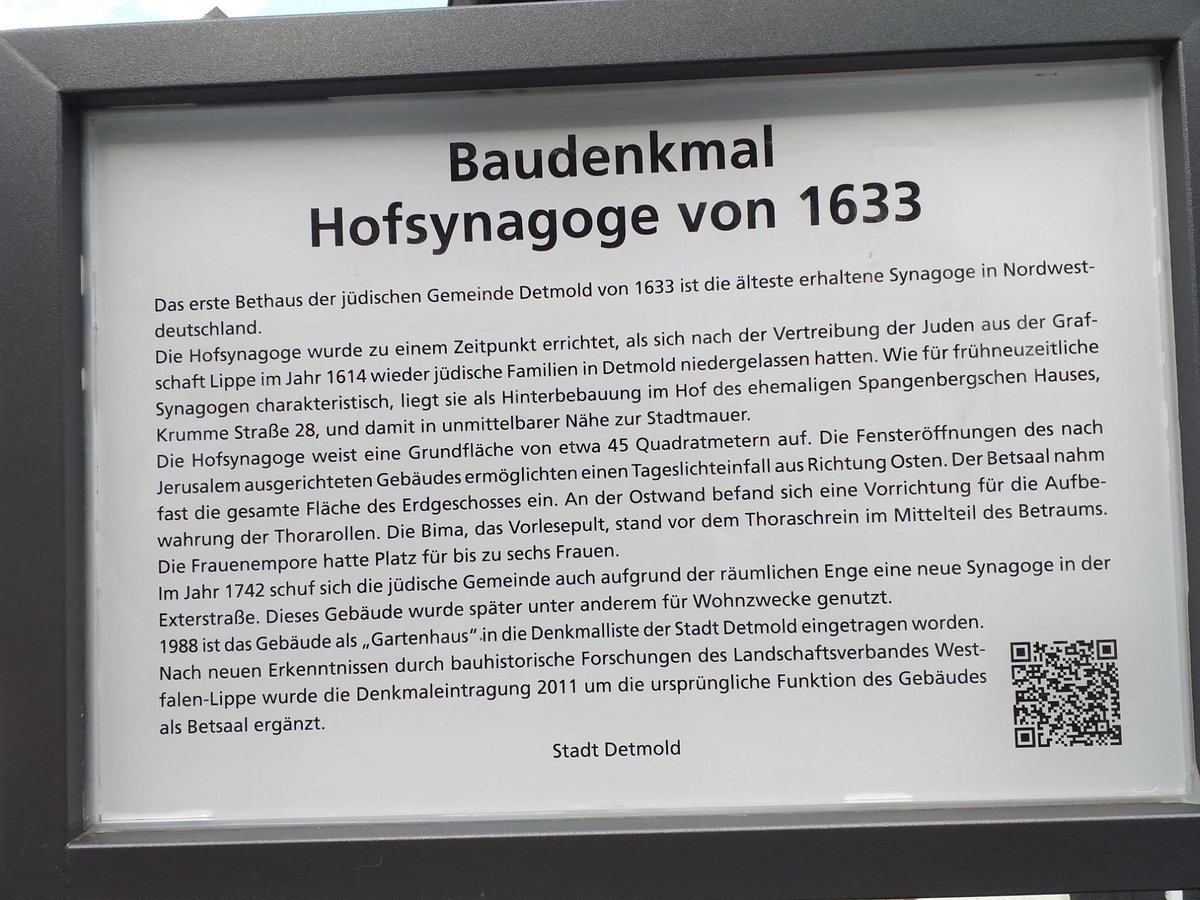 Baudenkmal
Hofsynagoge von 1633
Das erste Bethaus der jüdischen Gemeinde Detmold von 1633 ist die älteste erhaltene Synagoge in Nordwest-
deutschland.
Die Hofsynagoge wurde zu einem Zeitpunkt errichtet, als sich nach der Vertreibung der Juden aus der Graf-
schaft Lippe im Jahr 1614 wieder jüdische Familien in Detmold niedergelassen hatten. Wie für frühneuzeitliche
Synagogen charakteristisch, liegt sie als Hinterbebauung im Hof des ehemaligen Spangenbergschen Hauses,
Krumme Straße 28, und damit in unmittelbarer Nähe zur Stadtmauer.
Die Hofsynagoge weist eine Grundfläche von etwa 45 Quadratmetern auf. Die Fensteröffnungen des nach
Jerusalem ausgerichteten Gebäudes ermöglichten einen Tageslichteinfall aus Richtung Osten. Der Betsaal nahm
fast die gesamte Fläche des Erdgeschosses ein. An der Ostwand befand sich eine Vorrichtung für die Aufbe-
wahrung der Thorarollen. Die Bima, das Vorlesepult, stand vor dem Thoraschrein im Mittelteil des Betraums.
Die Frauenempore hatte Platz für bis zu sechs Frauen.
Im Jahr 1742 schuf sich die jüdische Gemeinde auch aufgrund der räumlichen Enge eine neue Synagoge in der
Exterstraße. Dieses Gebäude wurde später unter anderem für Wohnzwecke genutzt.
1988 ist das Gebäude als „Gartenhaus“ in die Denkmalliste der Stadt Detmold eingetragen worden.
Nach neuen Erkenntnissen durch bauhistorische Forschungen des Landschaftsverbandes West-
falen-Lippe wurde die Denkmaleintragung 2011 um die ursprüngliche Funktion des Gebäudes
als Betsaal ergänzt.
Stadt Detmold